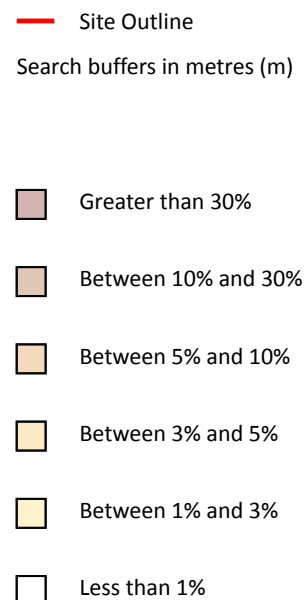 Site Outline
Search buffers in metres (m)
Greater than 30%
Between 10% and 30%
Between 5% and 10%
Between 3% and 5%
Between 1% and 3%
Less than 1%